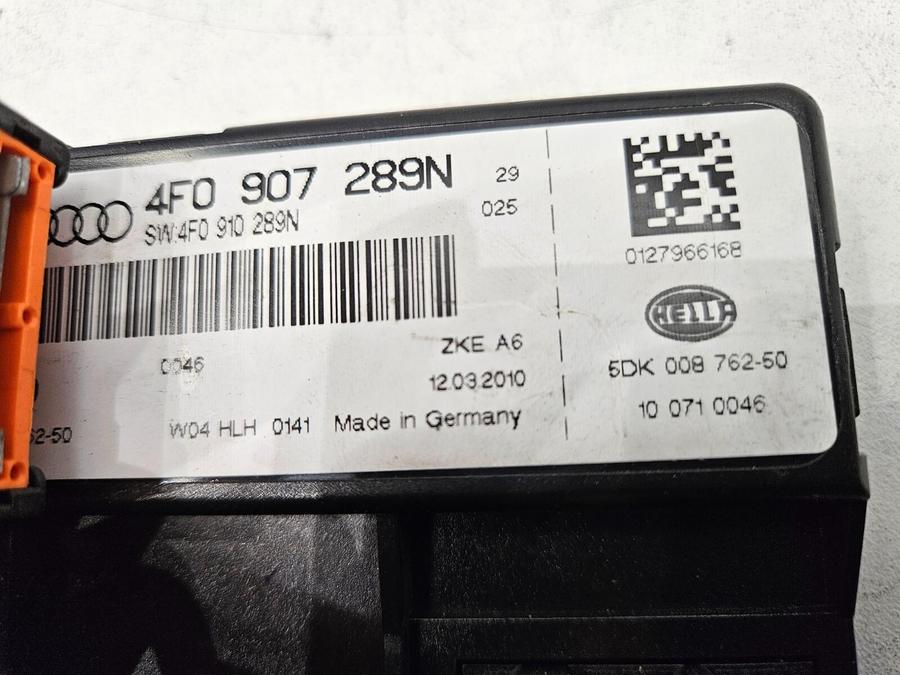 4F0 907 289N
29
SW:4F0 910 289N
025
0127966168
HELLA
ZKE A6
0046
12.03.2010
5DK 008 762-50
10 071 0046
62-50
W04 HLH 0141 Made in Germany